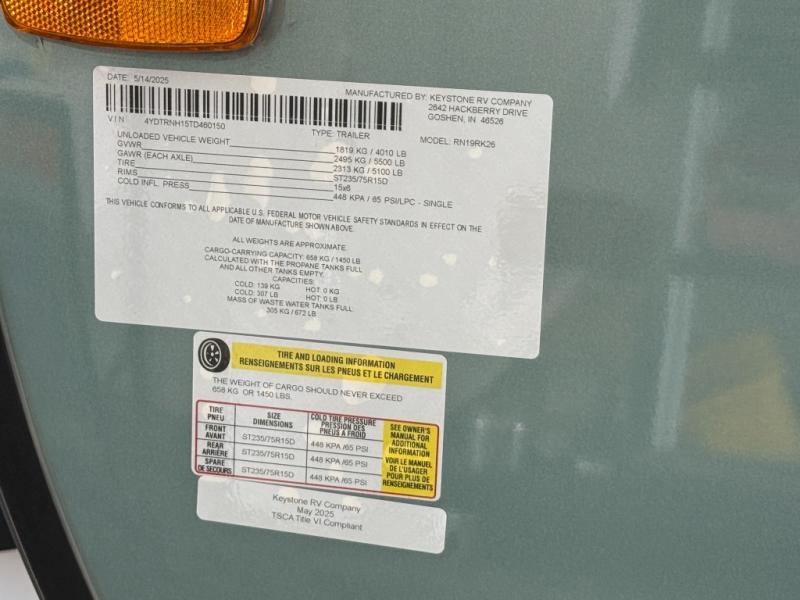 DATE: 5/14/2025
MANUFACTURED BY: KEYSTONE RV COMPANY
2642 HACKBERRY DRIVE
GOSHEN, IN 46526
VIN 4YDTRNH15TD460150
TYPE: TRAILER
MODEL: RN19RK26
UNLOADED VEHICLE WEIGHT 1819 KG / 4010 LB
GVWR 2495 KG / 5500 LB
GAWR (EACH AXLE) 2313 KG / 5100 LB
TIRE ST235/75R15D
RIMS 15x6
COLD INFL. PRESS 448 KPA / 65 PSI/LPC - SINGLE
THIS VEHICLE CONFORMS TO ALL APPLICABLE U.S. FEDERAL MOTOR VEHICLE SAFETY STANDARDS IN EFFECT ON THE
DATE OF MANUFACTURE SHOWN ABOVE.
ALL WEIGHTS ARE APPROXIMATE.
CARGO-CARRYING CAPACITY: 658 KG / 1450 LB
CALCULATED WITH THE PROPANE TANKS FULL
AND ALL OTHER TANKS EMPTY.
CAPACITIES:
COLD: 139 KG HOT: 0 KG
COLD: 307 LB HOT: 0 LB
MASS OF WASTE WATER TANKS FULL:
305 KG / 672 LB
TIRE AND LOADING INFORMATION
RENSEIGNEMENTS SUR LES PNEUS ET LE CHARGEMENT
THE WEIGHT OF CARGO SHOULD NEVER EXCEED
658 KG OR 1450 LBS.
TIRE
PNEU
SIZE
DIMENSIONS
COLD TIRE PRESSURE
PRESSION DES
PNEUS A FROID
FRONT
AVANT
ST235/75R15D
448 KPA /65 PSI
REAR
ARRIÈRE
ST235/75R15D
448 KPA /65 PSI
SPARE
DE SECOURS
ST235/75R15D
448 KPA /65 PSI
SEE OWNER'S
MANUAL FOR
ADDITIONAL
INFORMATION
VOIR LE MANUEL
DE L'USAGER
POUR PLUS DE
RENSEIGNEMENTS
Keystone RV Company
May 2025
TSCA Title VI Compliant